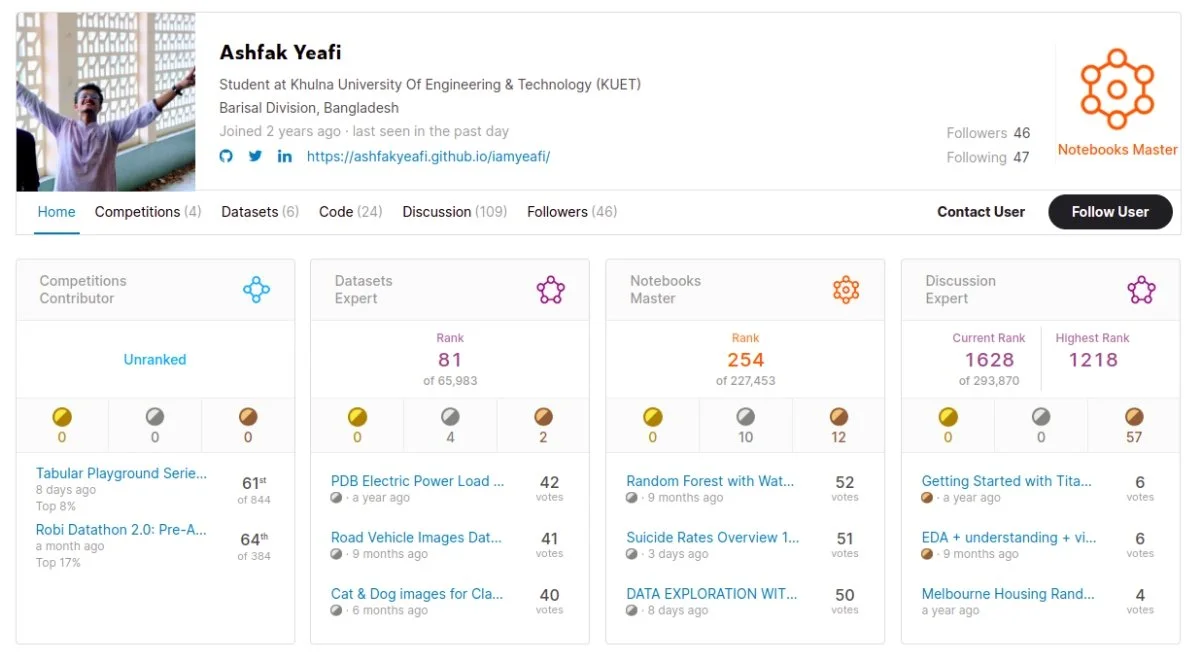 Ashfak Yeafi
Student at Khulna University Of Engineering & Technology (KUET)
Barisal Division, Bangladesh
Joined 2 years ago · last seen in the past day
https://ashfakyeafi.github.io/iamyeafi/
Followers 46
Following 47
Notebooks Master
Home Competitions (4) Datasets (6) Code (24) Discussion (109) Followers (46) Contact User Follow User
Competitions
Contributor
Unranked
0 0 0
Tabular Playground Serie...
8 days ago
Top 8%
61st
of 844
Robi Datathon 2.0: Pre-A...
a month ago
Top 17%
64th
of 384
Datasets
Expert
Rank
81
of 65,983
0 4 2
PDB Electric Power Load ...
· a year ago
42
votes
Road Vehicle Images Dat...
· 9 months ago
41
votes
Cat & Dog images for Cla...
· 6 months ago
40
votes
Notebooks
Master
Rank
254
of 227,453
0 10 12
Random Forest with Wat...
· 9 months ago
52
votes
Suicide Rates Overview 1...
· 3 days ago
51
votes
DATA EXPLORATION WIT...
· 8 days ago
50
votes
Discussion
Expert
Current Rank
1628
of 293,870
Highest Rank
1218
0 0 57
Getting Started with Tita...
· a year ago
6
votes
EDA + understanding + vi...
· 9 months ago
6
votes
Melbourne Housing Rand...
a year ago
4
votes